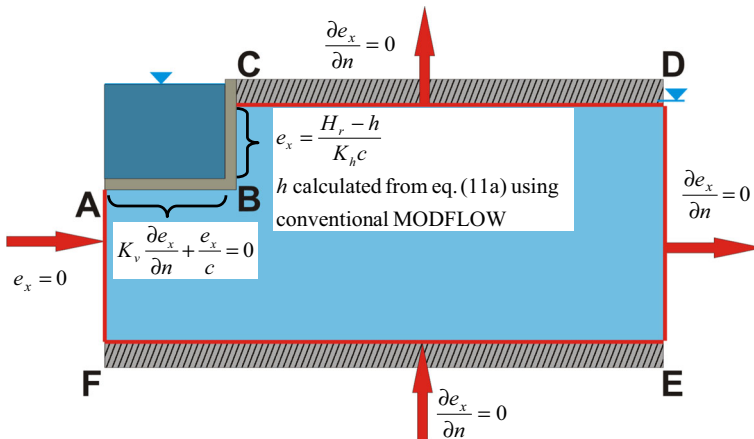 ∂e_x/∂n = 0
C
D
e_x = (H_r − h)/(K_h c)
h calculated from eq. (11a) using
conventional MODFLOW
A
B
∂e_x/∂n = 0
K_v ∂e_x/∂n + e_x/c = 0
e_x = 0
F
E
∂e_x/∂n = 0